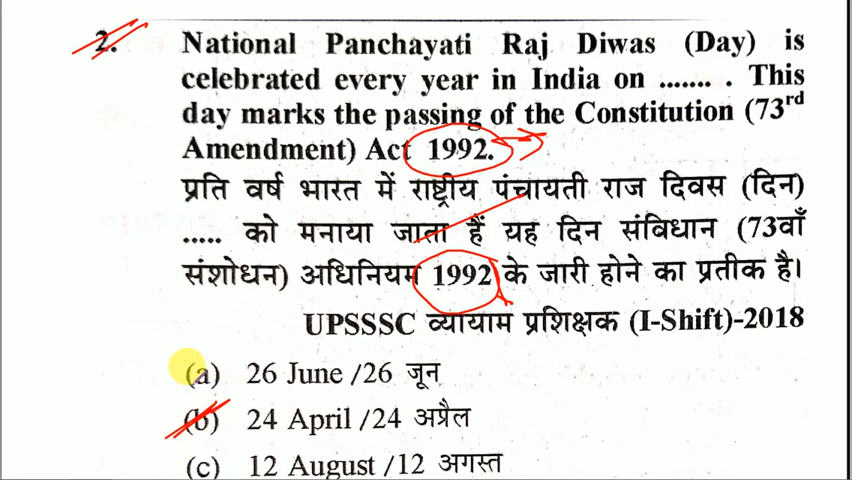 2. National Panchayati Raj Diwas (Day) is
celebrated every year in India on ........ . This
day marks the passing of the Constitution (73rd
Amendment) Act 1992.
प्रति वर्ष भारत में राष्ट्रीय पंचायती राज दिवस (दिन)
..... को मनाया जाता हैं यह दिन संविधान (73वाँ
संशोधन) अधिनियम 1992 के जारी होने का प्रतीक है।
UPSSSC व्यायाम प्रशिक्षक (I-Shift)-2018
(a) 26 June /26 जून
(b) 24 April /24 अप्रैल
(c) 12 August /12 अगस्त